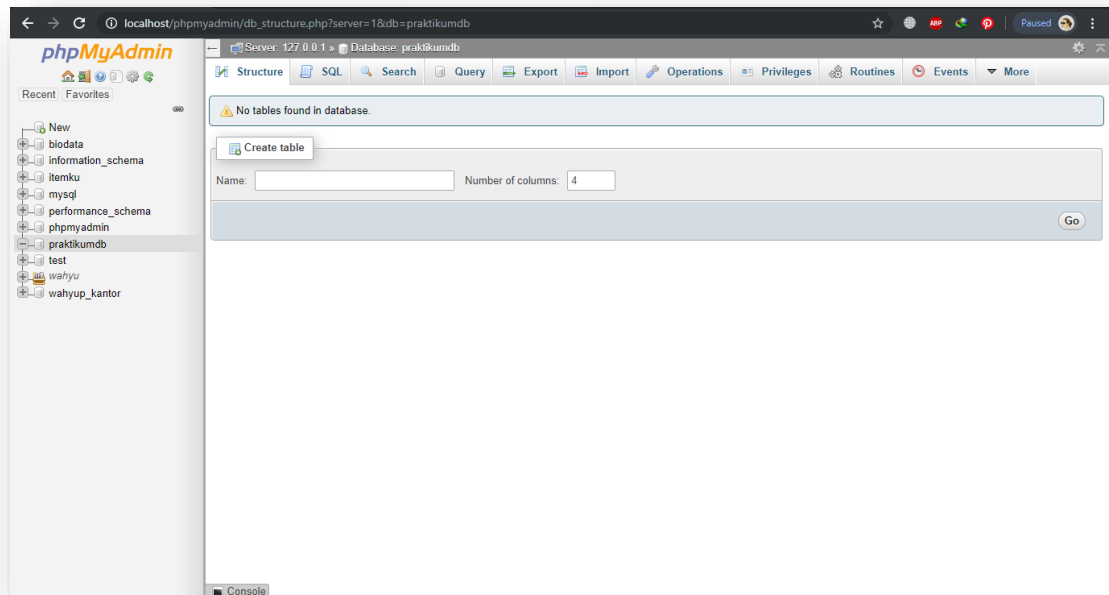 localhost/phpmyadmin/db_structure.php?server=1&db=praktikumdb
ABP
Paused
phpMyAdmin
Recent Favorites
New
biodata
information_schema
itemku
mysql
performance_schema
phpmyadmin
praktikumdb
test
wahyu
wahyup_kantor
Server: 127.0.0.1 » Database: praktikumdb
Structure SQL Search Query Export Import Operations Privileges Routines Events More
No tables found in database.
Create table
Name: Number of columns: 4
Go
Console